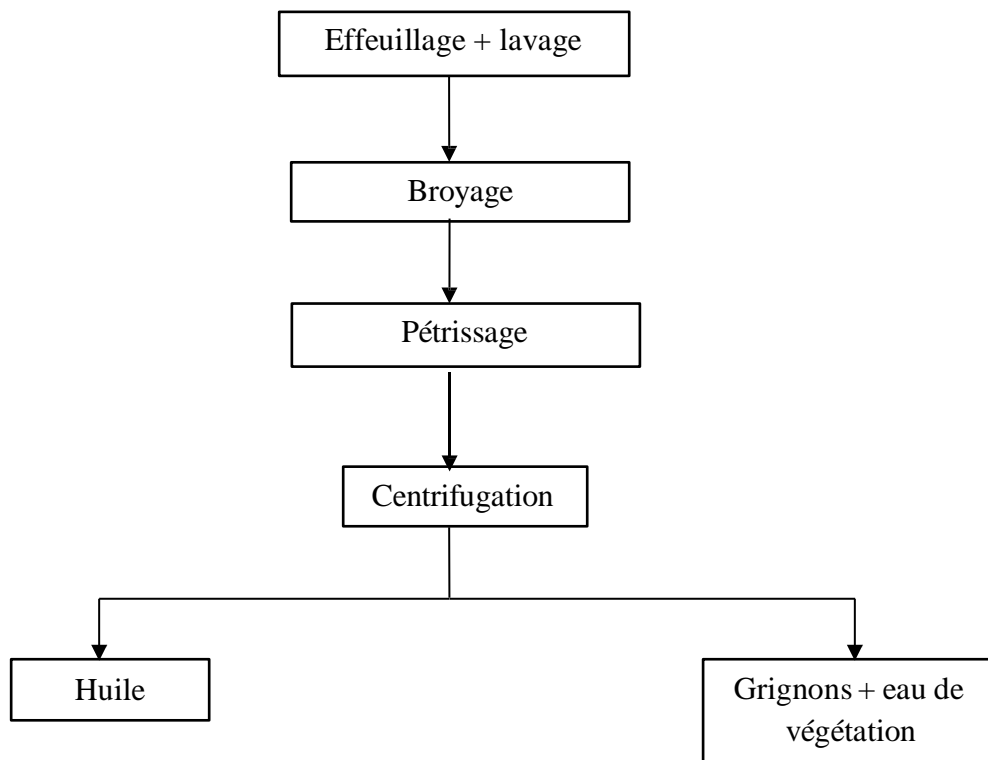 Effeuillage + lavage
Broyage
Pétrissage
Centrifugation
Huile
Grignons + eau de
végétation